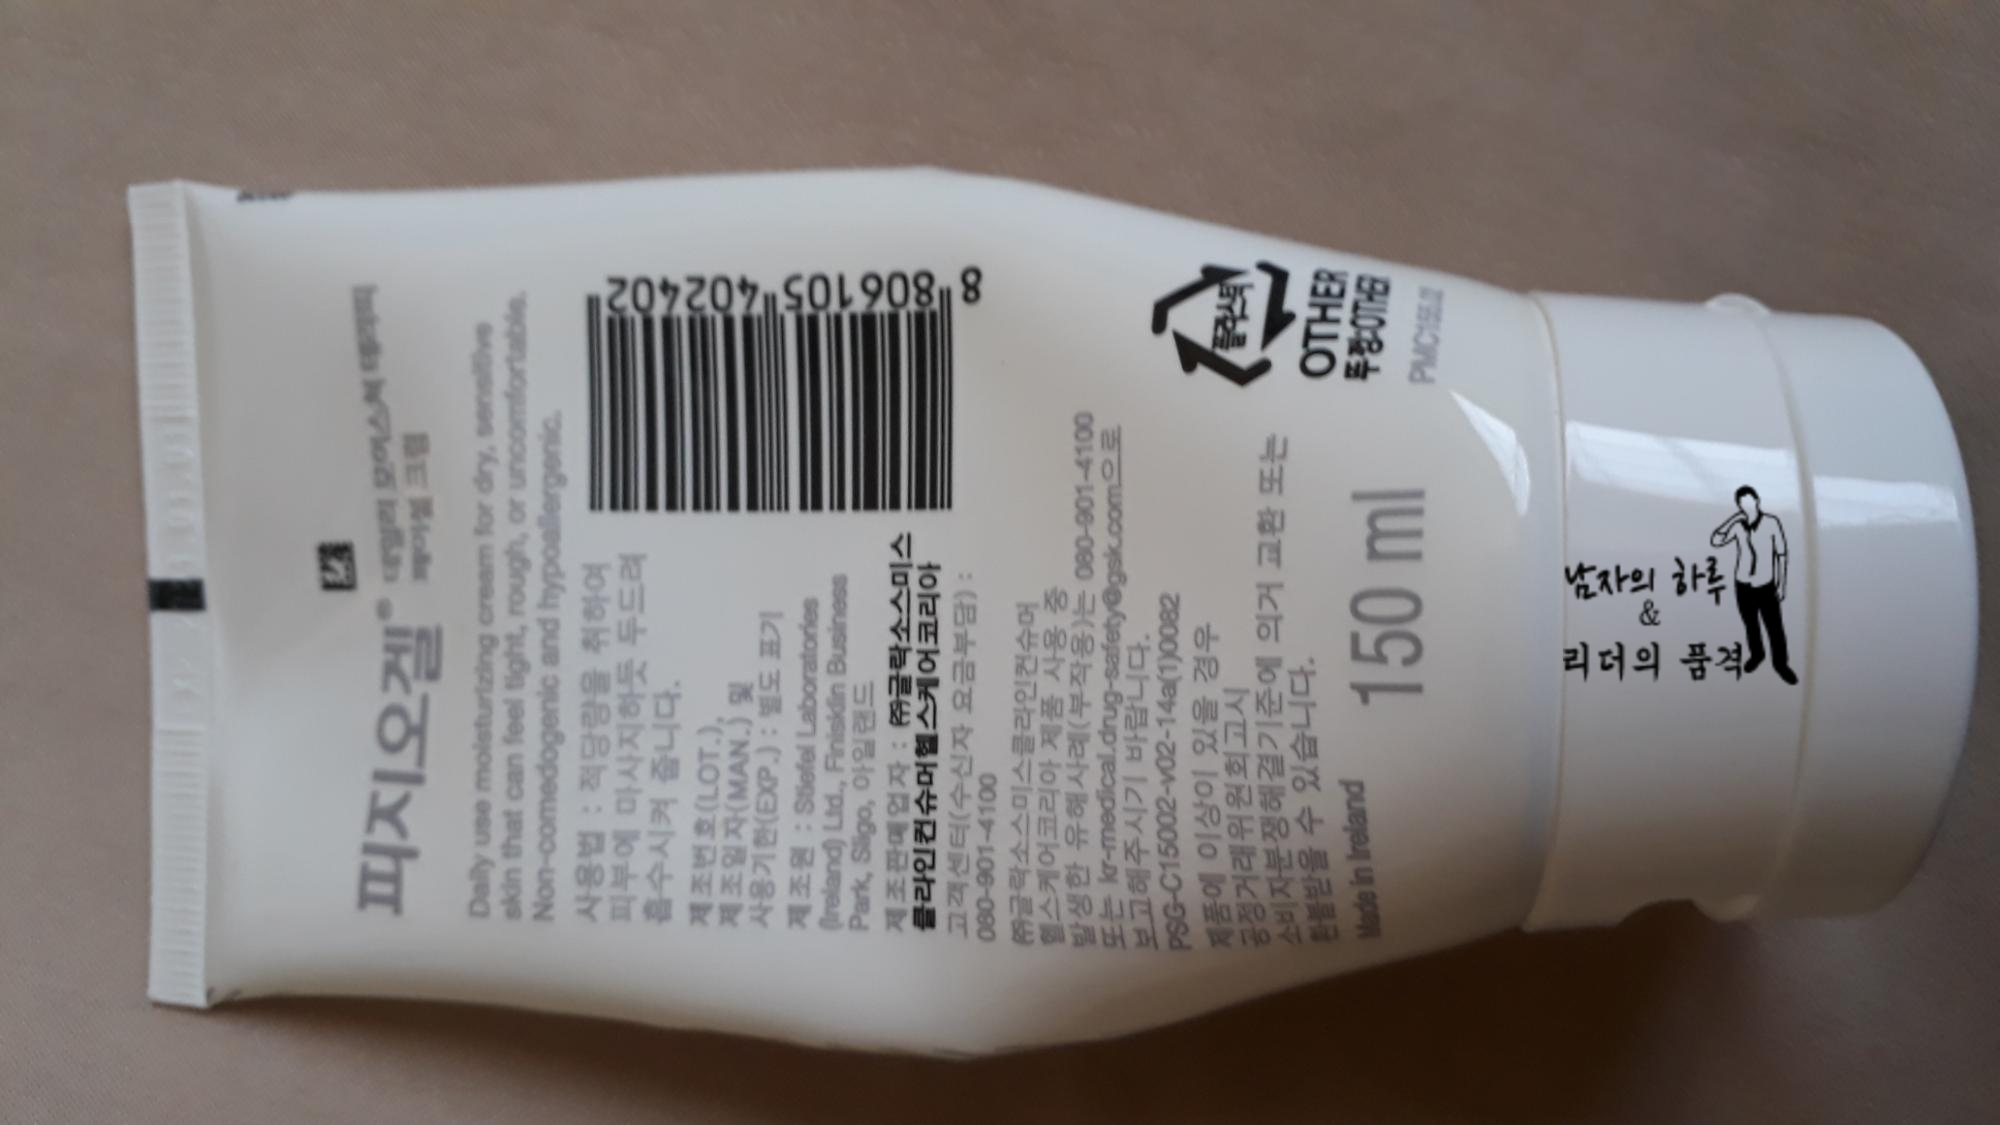 피지오겔® 데일리 모이스춰 테라피
페이셜 크림
Daily use moisturizing cream for dry, sensitive
skin that can feel tight, rough, or uncomfortable.
Non-comedogenic and hypoallergenic.
사용법 : 적당량을 취하여
피부에 마사지하듯 두드려
흡수시켜 줍니다.
제조번호(LOT.),
제조일자(MAN.) 및
사용기한(EXP.) : 별도 표기
제조원 : Stiefel Laboratories
(Ireland) Ltd., Finisklin Business
Park, Sligo, 아일랜드
제조판매업자 : ㈜글락소스미스
클라인컨슈머헬스케어코리아
고객센터(수신자 요금부담) :
080-901-4100
8 806105 402402
㈜글락소스미스클라인컨슈머
헬스케어코리아 제품 사용 중
발생한 유해사례(부작용)는 080-901-4100
또는 kr-medical.drug-safety@gsk.com으로
보고해주시기 바랍니다.
PSG-C15002-v02-14a(1)0082
제품에 이상이 있을 경우
공정거래위원회고시
소비자분쟁해결기준에 의거 교환 또는
환불받을 수 있습니다.
Made in Ireland
150 ml
플라스틱
OTHER
뚜껑:OTHER
남자의 하루
&
리더의 품격